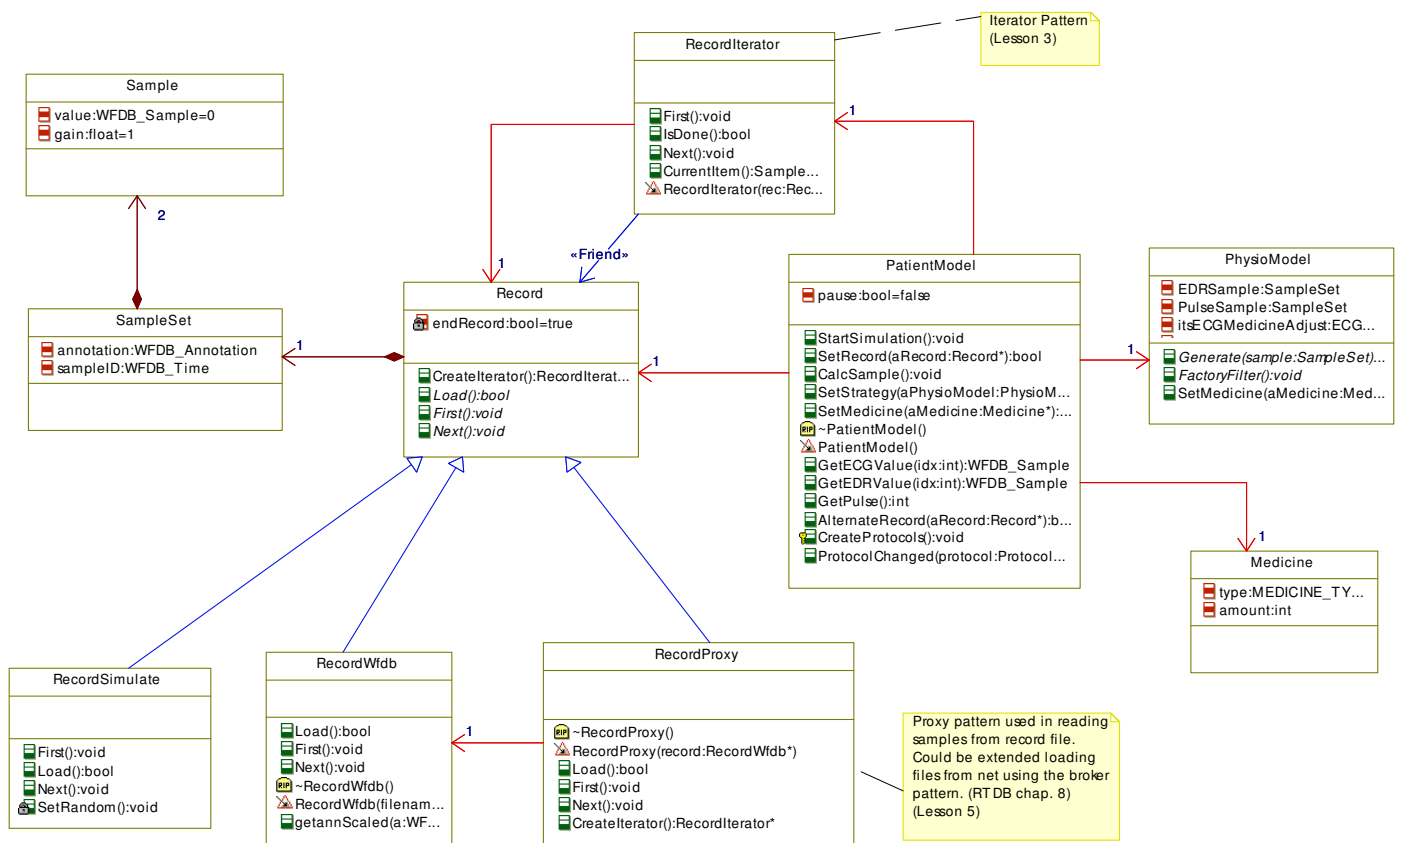 Iterator Pattern
(Lesson 3)
RecordIterator
First():void
IsDone():bool
Next():void
CurrentItem():Sample...
RecordIterator(rec:Rec...
1
Sample
value:WFDB_Sample=0
gain:float=1
2
SampleSet
annotation:WFDB_Annotation
sampleID:WFDB_Time
1
«Friend»
1
Record
endRecord:bool=true
CreateIterator():RecordIterat...
Load():bool
First():void
Next():void
1
PatientModel
pause:bool=false
StartSimulation():void
SetRecord(aRecord:Record*):bool
CalcSample():void
SetStrategy(aPhysioModel:PhysioM...
SetMedicine(aMedicine:Medicine*):...
RIP ~PatientModel()
PatientModel()
GetECGValue(idx:int):WFDB_Sample
GetEDRValue(idx:int):WFDB_Sample
GetPulse():int
AlternateRecord(aRecord:Record*):b...
CreateProtocols():void
ProtocolChanged(protocol:Protocol...
1
PhysioModel
EDRSample:SampleSet
PulseSample:SampleSet
itsECGMedicineAdjust:ECG...
Generate(sample:SampleSet)...
FactoryFilter():void
SetMedicine(aMedicine:Med...
1
Medicine
type:MEDICINE_TY...
amount:int
RecordSimulate
First():void
Load():bool
Next():void
SetRandom():void
RecordWfdb
Load():bool
First():void
Next():void
RIP ~RecordWfdb()
RecordWfdb(filenam...
getannScaled(a:WF...
1
RecordProxy
RIP ~RecordProxy()
RecordProxy(record:RecordWfdb*)
Load():bool
First():void
Next():void
CreateIterator():RecordIterator*
Proxy pattern used in reading
samples from record file.
Could be extended loading
files from net using the broker
pattern. (RTDB chap. 8)
(Lesson 5)